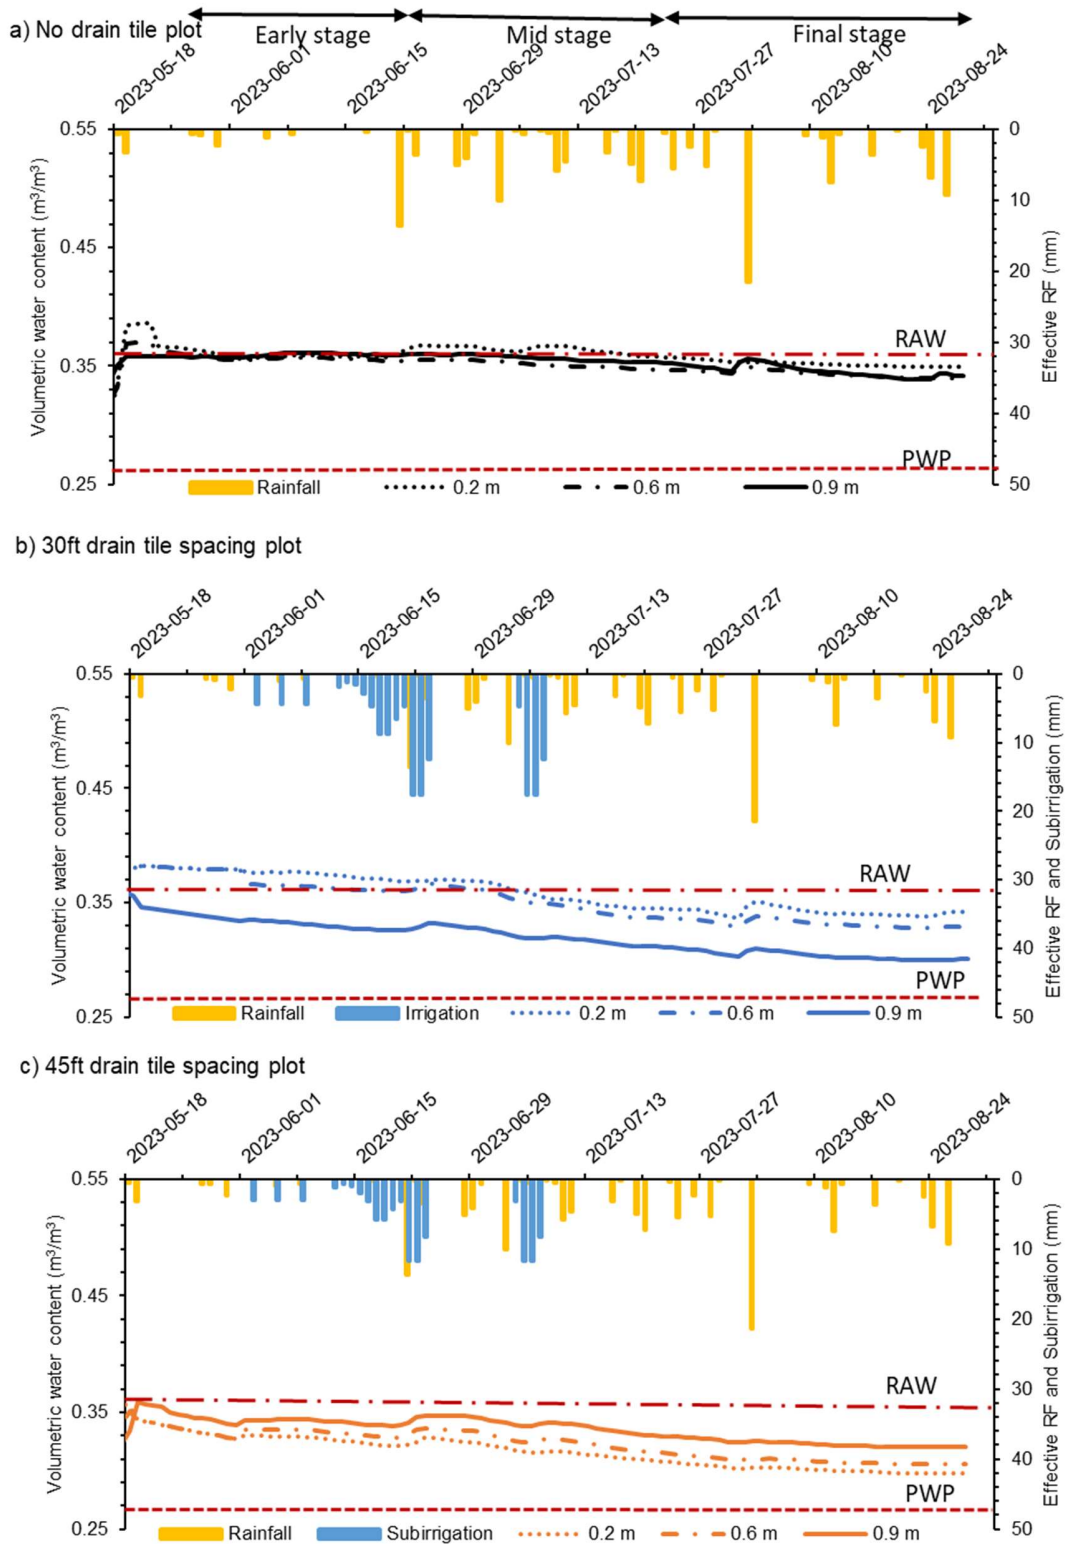 a) No drain tile plot
Early stage Mid stage Final stage
2023-05-18 2023-06-01 2023-06-15 2023-06-29 2023-07-13 2023-07-27 2023-08-10 2023-08-24
Volumetric water content (m³/m³)
0.55
0.45
0.35
0.25
0
10
20
30
40
50
Effective RF (mm)
RAW
PWP
Rainfall 0.2 m 0.6 m 0.9 m
b) 30ft drain tile spacing plot
2023-05-18 2023-06-01 2023-06-15 2023-06-29 2023-07-13 2023-07-27 2023-08-10 2023-08-24
Volumetric water content (m³/m³)
0.55
0.45
0.35
0.25
0
10
20
30
40
50
Effective RF and Subirrigation (mm)
RAW
PWP
Rainfall Irrigation 0.2 m 0.6 m 0.9 m
c) 45ft drain tile spacing plot
2023-05-18 2023-06-01 2023-06-15 2023-06-29 2023-07-13 2023-07-27 2023-08-10 2023-08-24
Volumetric water content (m³/m³)
0.55
0.45
0.35
0.25
0
10
20
30
40
50
Effective RF and Subirrigation (mm)
RAW
PWP
Rainfall Subirrigation 0.2 m 0.6 m 0.9 m